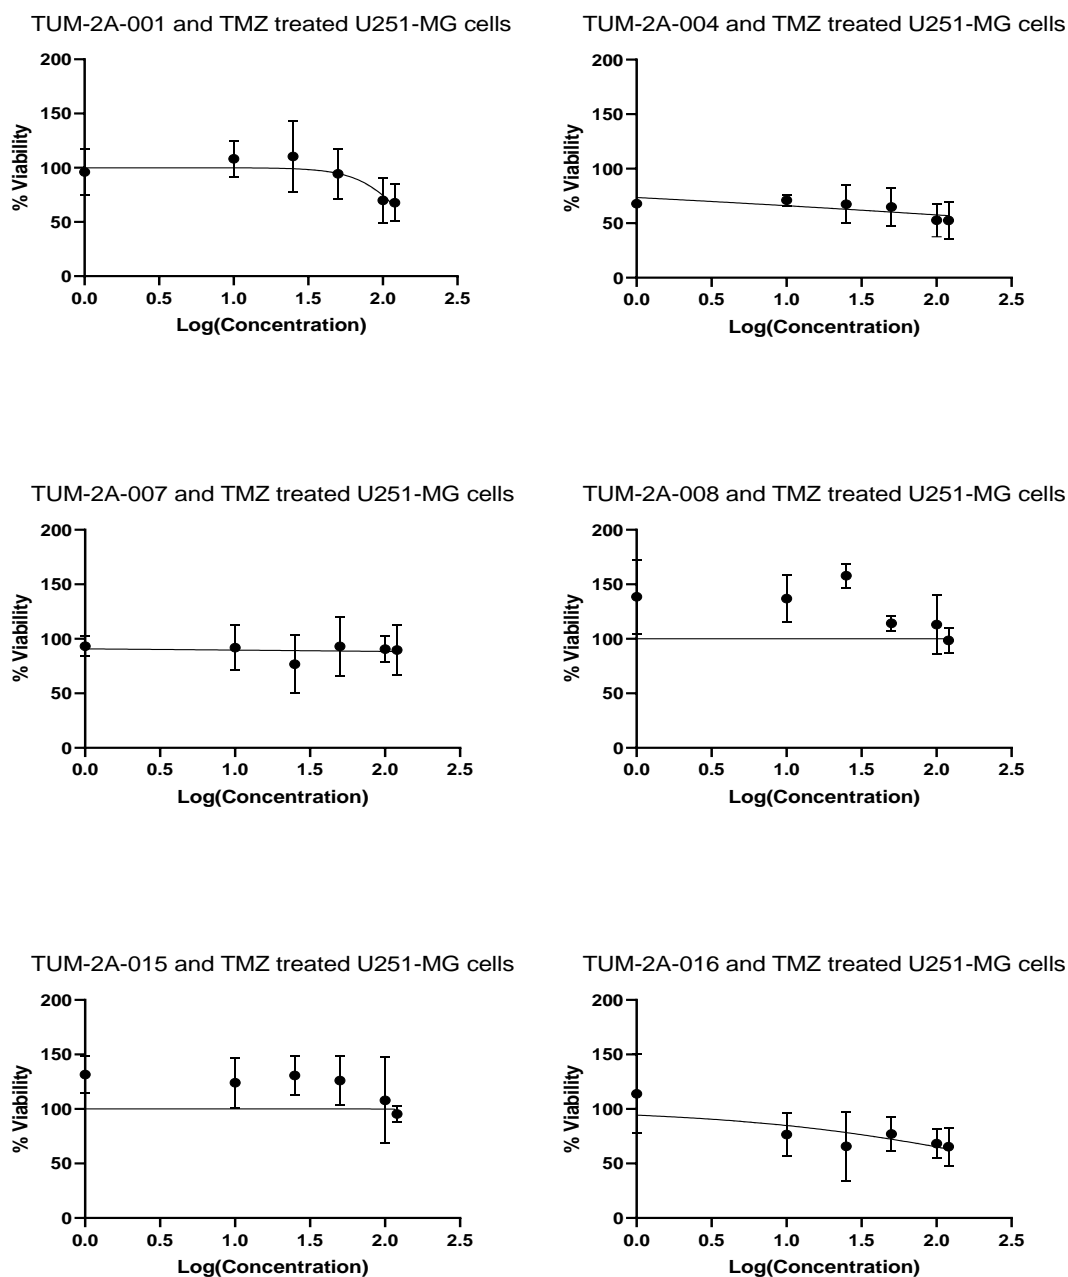 TUM-2A-001 and TMZ treated U251-MG cells
200
150
100
50
0
% Viability
0.0 0.5 1.0 1.5 2.0 2.5
Log(Concentration)
TUM-2A-004 and TMZ treated U251-MG cells
200
150
100
50
0
% Viability
0.0 0.5 1.0 1.5 2.0 2.5
Log(Concentration)
TUM-2A-007 and TMZ treated U251-MG cells
200
150
100
50
0
% Viability
0.0 0.5 1.0 1.5 2.0 2.5
Log(Concentration)
TUM-2A-008 and TMZ treated U251-MG cells
200
150
100
50
0
% Viability
0.0 0.5 1.0 1.5 2.0 2.5
Log(Concentration)
TUM-2A-015 and TMZ treated U251-MG cells
200
150
100
50
0
% Viability
0.0 0.5 1.0 1.5 2.0 2.5
Log(Concentration)
TUM-2A-016 and TMZ treated U251-MG cells
200
150
100
50
0
% Viability
0.0 0.5 1.0 1.5 2.0 2.5
Log(Concentration)